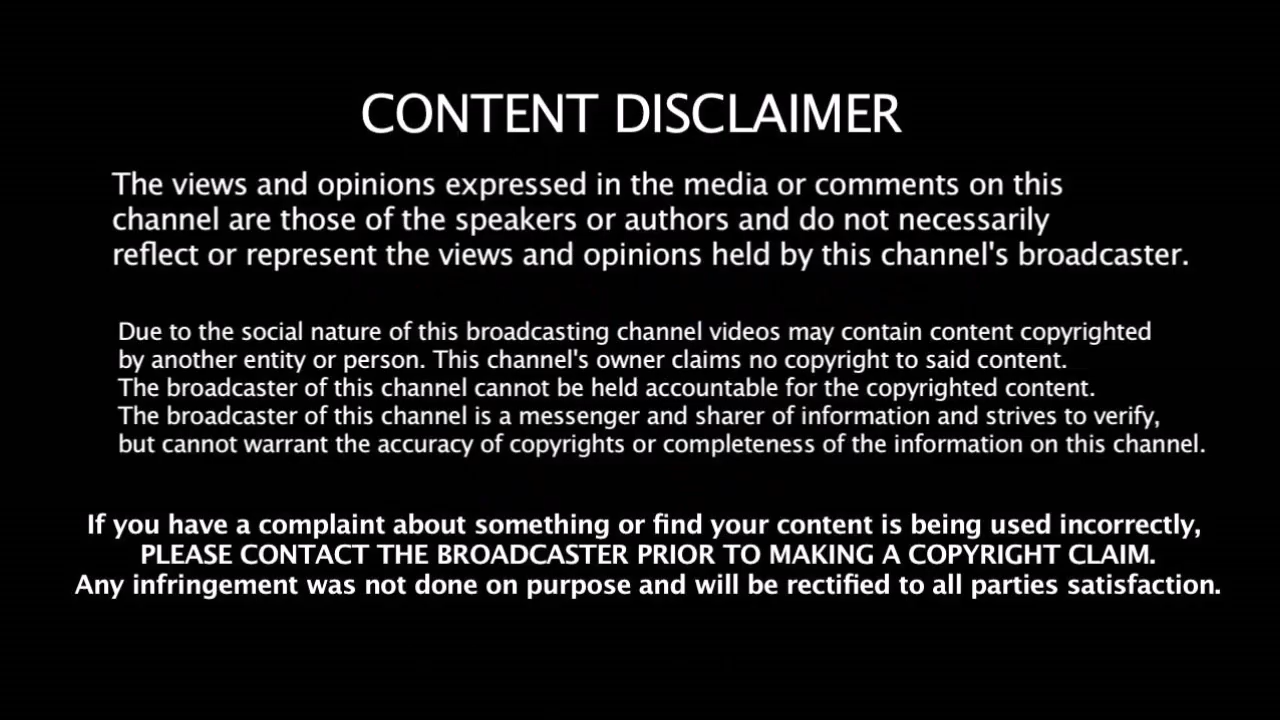 CONTENT DISCLAIMER
The views and opinions expressed in the media or comments on this
channel are those of the speakers or authors and do not necessarily
reflect or represent the views and opinions held by this channel's broadcaster.
Due to the social nature of this broadcasting channel videos may contain content copyrighted
by another entity or person. This channel's owner claims no copyright to said content.
The broadcaster of this channel cannot be held accountable for the copyrighted content.
The broadcaster of this channel is a messenger and sharer of information and strives to verify,
but cannot warrant the accuracy of copyrights or completeness of the information on this channel.
If you have a complaint about something or find your content is being used incorrectly,
PLEASE CONTACT THE BROADCASTER PRIOR TO MAKING A COPYRIGHT CLAIM.
Any infringement was not done on purpose and will be rectified to all parties satisfaction.